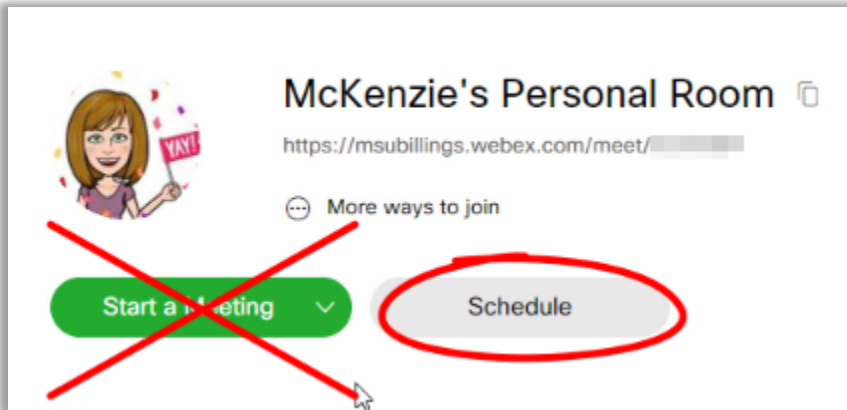 McKenzie's Personal Room
https://msubillings.webex.com/meet/
YAY!
More ways to join
Start a Meeting
Schedule